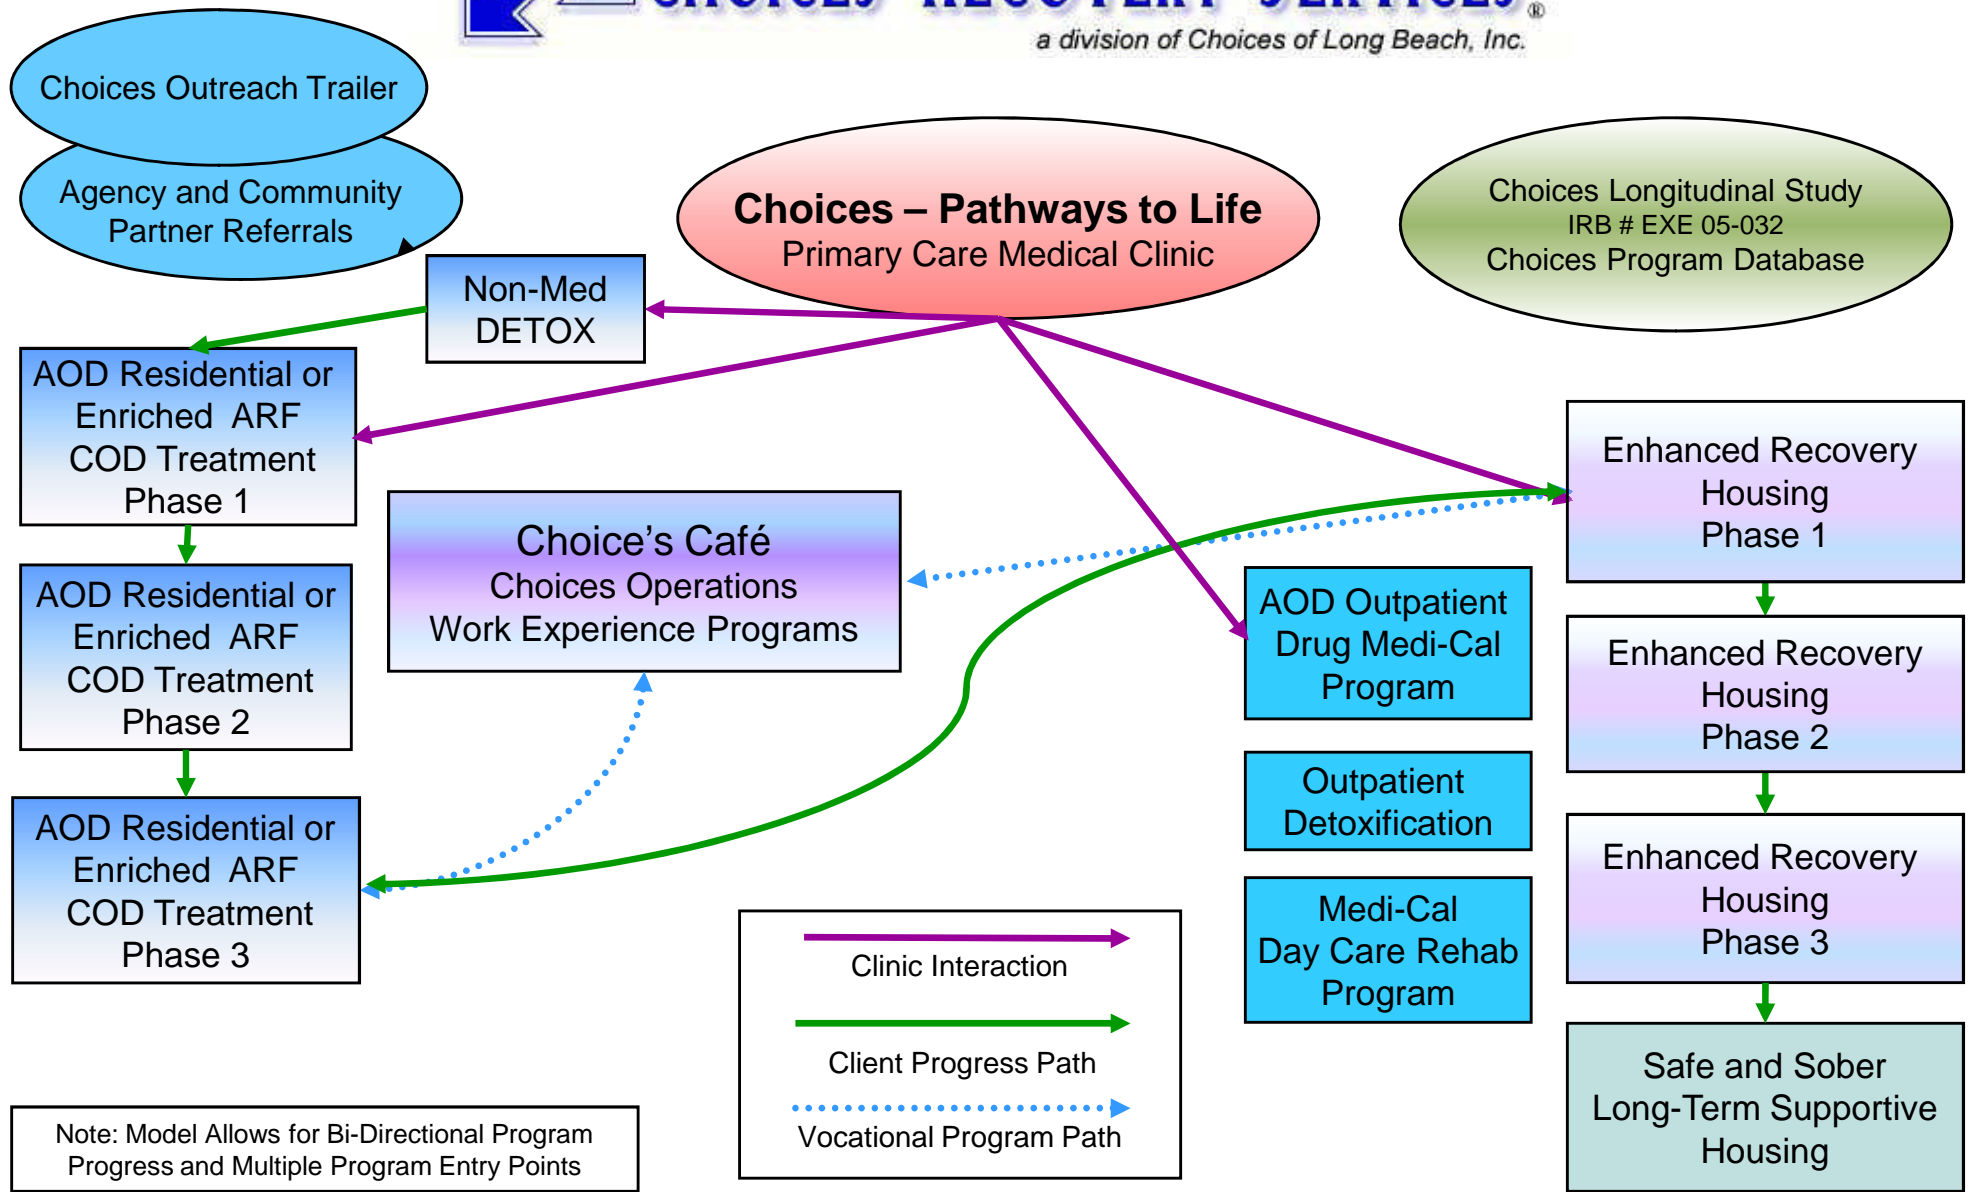 CHOICES RECOVERY SERVICES ®
a division of Choices of Long Beach, Inc.
Choices Outreach Trailer
Agency and Community
Partner Referrals
Choices – Pathways to Life
Primary Care Medical Clinic
Choices Longitudinal Study
IRB # EXE 05-032
Choices Program Database
Non-Med
DETOX
AOD Residential or
Enriched ARF
COD Treatment
Phase 1
AOD Residential or
Enriched ARF
COD Treatment
Phase 2
AOD Residential or
Enriched ARF
COD Treatment
Phase 3
Choice’s Café
Choices Operations
Work Experience Programs
AOD Outpatient
Drug Medi-Cal
Program
Outpatient
Detoxification
Medi-Cal
Day Care Rehab
Program
Enhanced Recovery
Housing
Phase 1
Enhanced Recovery
Housing
Phase 2
Enhanced Recovery
Housing
Phase 3
Safe and Sober
Long-Term Supportive
Housing
Clinic Interaction
Client Progress Path
Vocational Program Path
Note: Model Allows for Bi-Directional Program
Progress and Multiple Program Entry Points